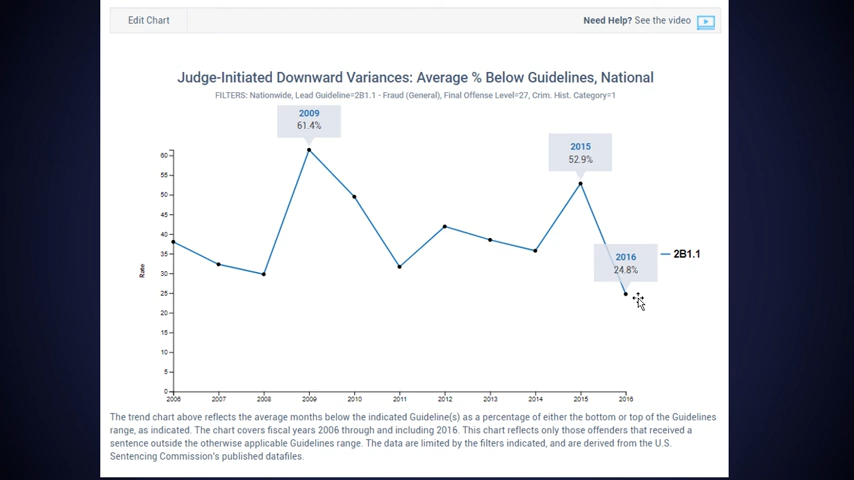 Edit Chart
Need Help? See the video
Judge-Initiated Downward Variances: Average % Below Guidelines, National
FILTERS: Nationwide, Lead Guideline=2B1.1 - Fraud (General), Final Offense Level=27, Crim. Hist. Category=1
2009
61.4%
2015
52.9%
2016
24.8%
2B1.1
Rate
60
55
50
45
40
35
30
25
20
15
10
5
0
2006 2007 2008 2009 2010 2011 2012 2013 2014 2015 2016
The trend chart above reflects the average months below the indicated Guideline(s) as a percentage of either the bottom or top of the Guidelines
range, as indicated. The chart covers fiscal years 2006 through and including 2016. This chart reflects only those offenders that received a
sentence outside the otherwise applicable Guidelines range. The data are limited by the filters indicated, and are derived from the U.S.
Sentencing Commission's published datafiles.